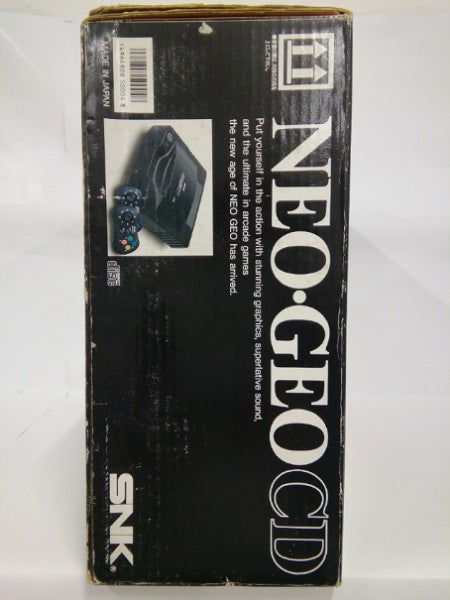 NEO·GEO CD
Put yourself in the action with stunning graphics, superlative sound,
and the ultimate in arcade games
the new age of NEO GEO has arrived.
MADE IN JAPAN
disc
SNK®